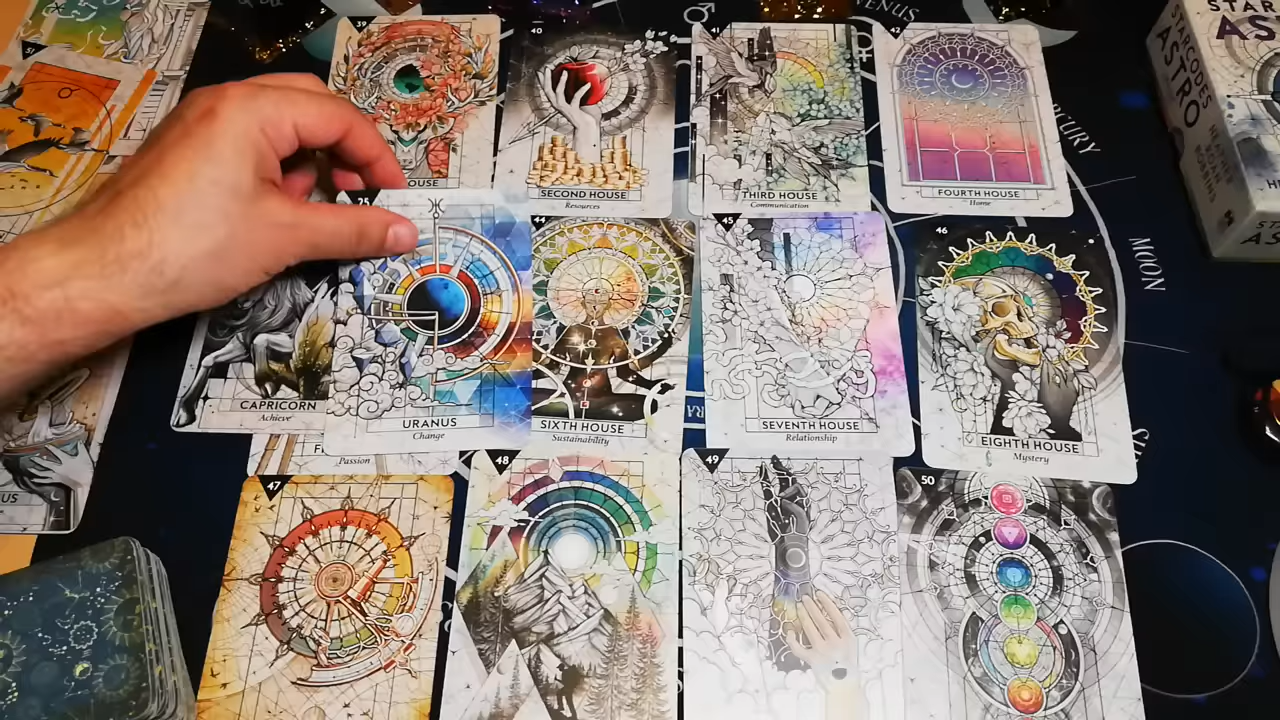 39
40
41
42
VENUS
STARCODES
ASTRO
OUSE
SECOND HOUSE
Resources
THIRD HOUSE
Communication
FOURTH HOUSE
Home
MOON
51
25
44
45
46
CAPRICORN
Achieve
URANUS
Change
SIXTH HOUSE
Sustainability
SEVENTH HOUSE
Relationship
EIGHTH HOUSE
Mystery
Passion
47
48
49
50
US